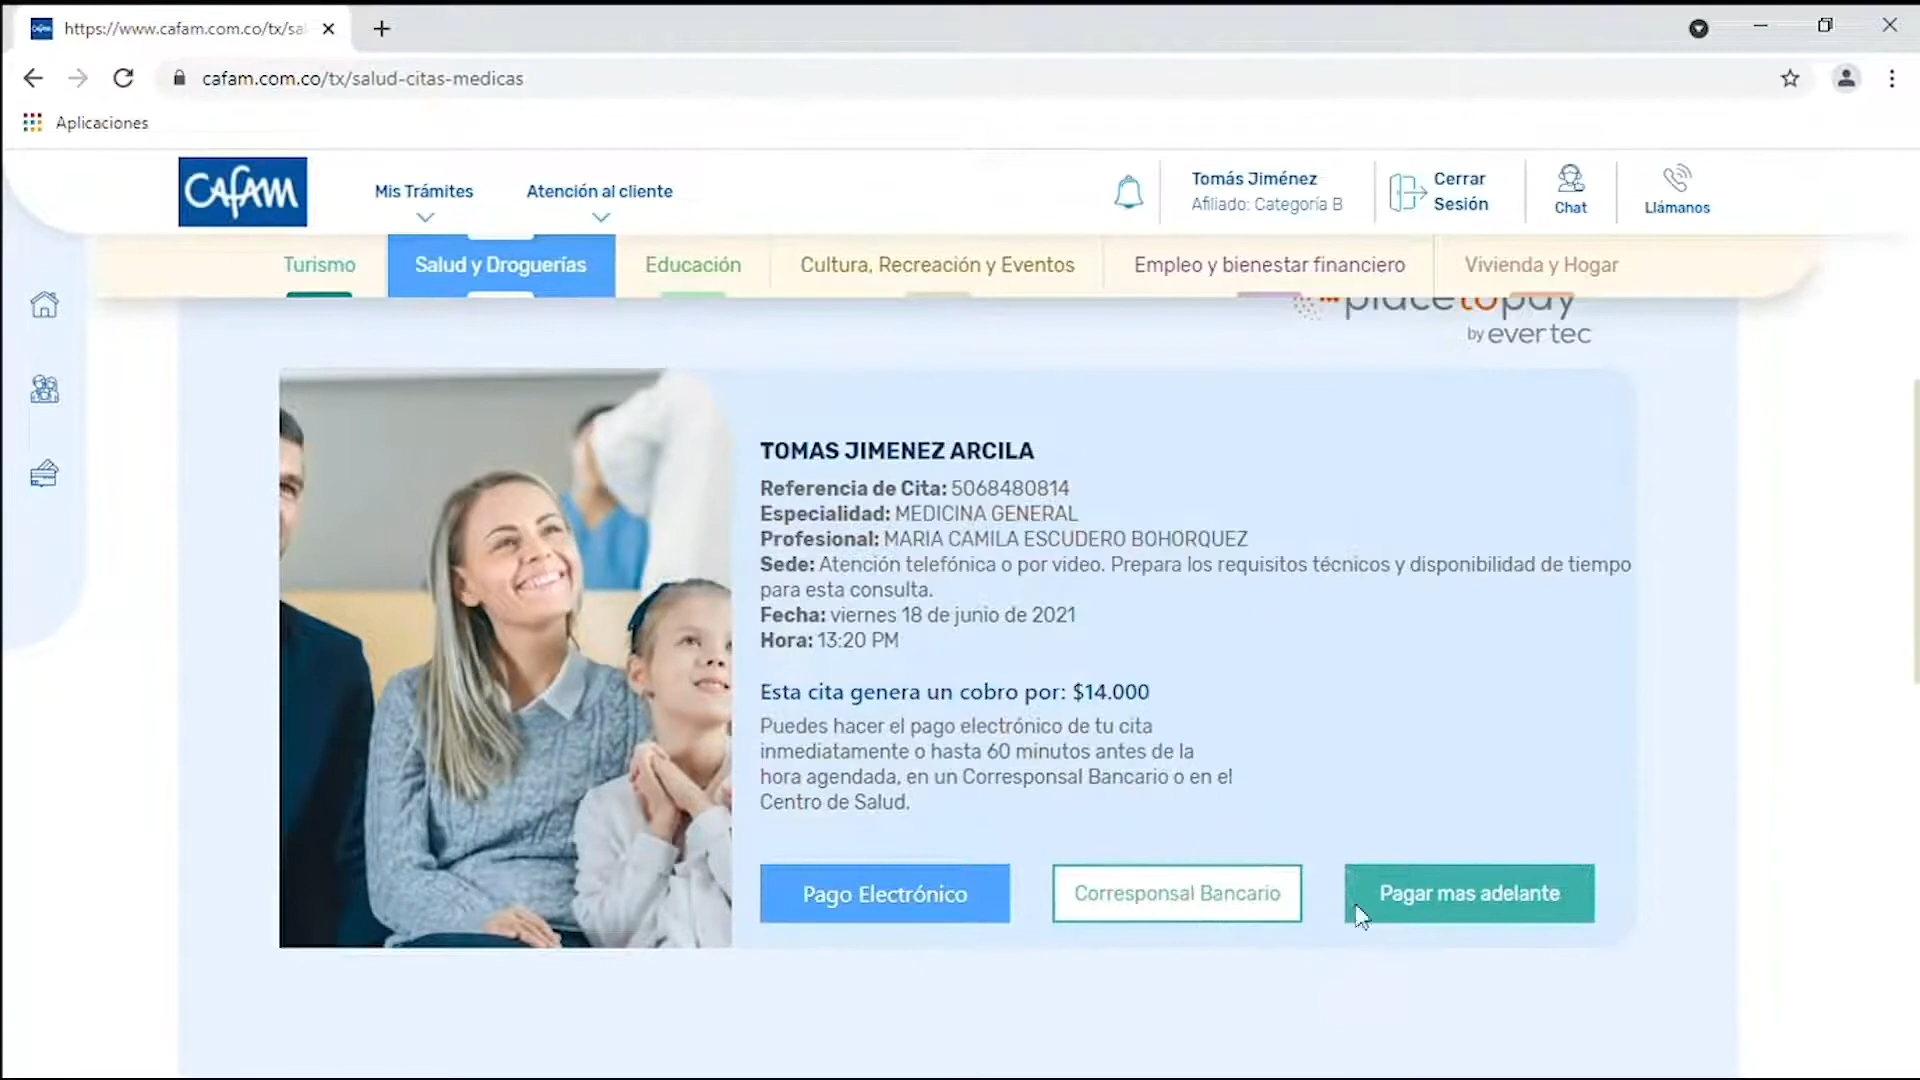 https://www.cafam.com.co/tx/sa
cafam.com.co/tx/salud-citas-medicas
Aplicaciones
CAFAM
Mis Trámites
Atención al cliente
Tomás Jiménez
Afiliado: Categoría B
Cerrar
Sesión
Chat
Llámanos
Turismo
Salud y Droguerías
Educación
Cultura, Recreación y Eventos
Empleo y bienestar financiero
Vivienda y Hogar
placetopay
by evertec
TOMAS JIMENEZ ARCILA
Referencia de Cita: 5068480814
Especialidad: MEDICINA GENERAL
Profesional: MARIA CAMILA ESCUDERO BOHORQUEZ
Sede: Atención telefónica o por video. Prepara los requisitos técnicos y disponibilidad de tiempo
para esta consulta.
Fecha: viernes 18 de junio de 2021
Hora: 13:20 PM
Esta cita genera un cobro por: $14.000
Puedes hacer el pago electrónico de tu cita
inmediatamente o hasta 60 minutos antes de la
hora agendada, en un Corresponsal Bancario o en el
Centro de Salud.
Pago Electrónico
Corresponsal Bancario
Pagar mas adelante